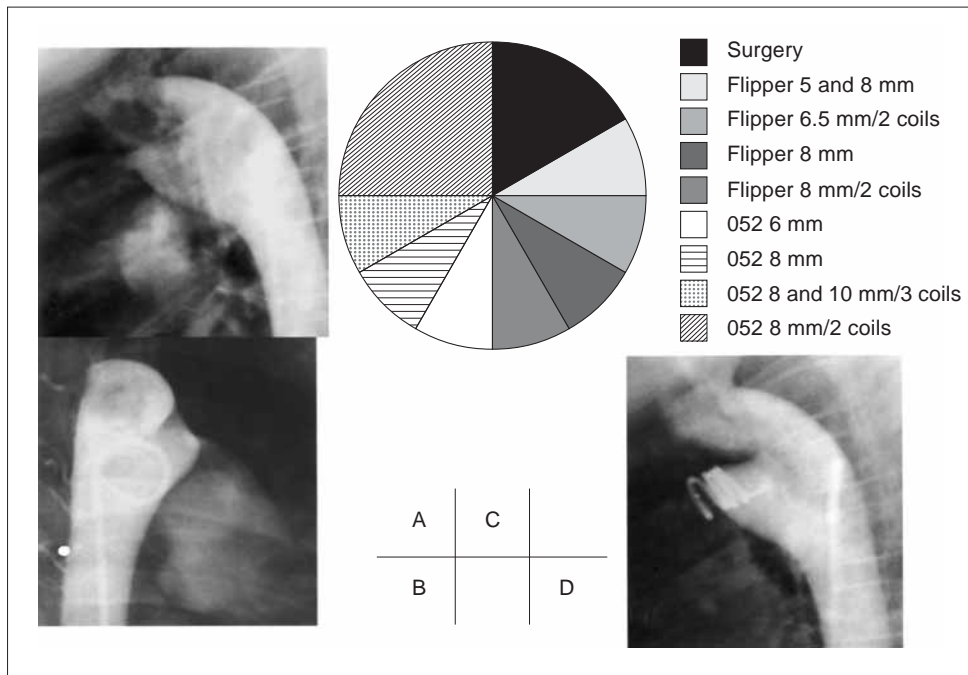 Surgery
Flipper 5 and 8 mm
Flipper 6.5 mm/2 coils
Flipper 8 mm
Flipper 8 mm/2 coils
052 6 mm
052 8 mm
052 8 and 10 mm/3 coils
052 8 mm/2 coils
A C
B D